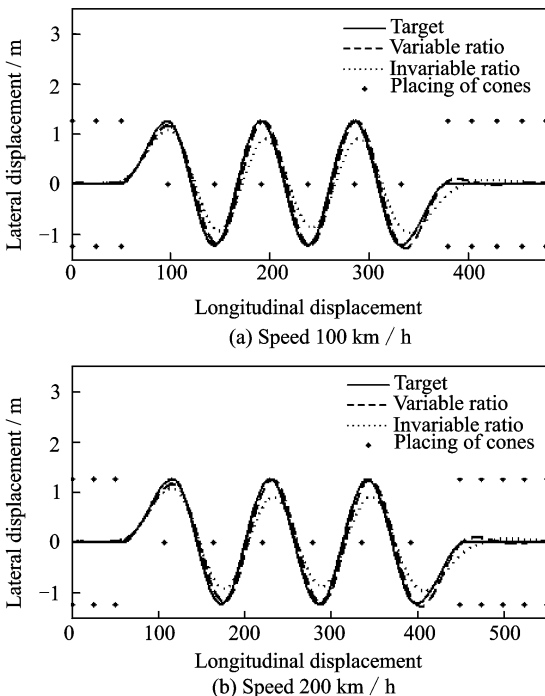 Target
Variable ratio
Invariable ratio
Placing of cones
Lateral displacement / m
3
2
1
0
−1
0 100 200 300 400
Longitudinal displacement
(a) Speed 100 km / h
Target
Variable ratio
Invariable ratio
Placing of cones
Lateral displacement / m
3
2
1
0
−1
0 100 200 300 400 500
Longitudinal displacement
(b) Speed 200 km / h